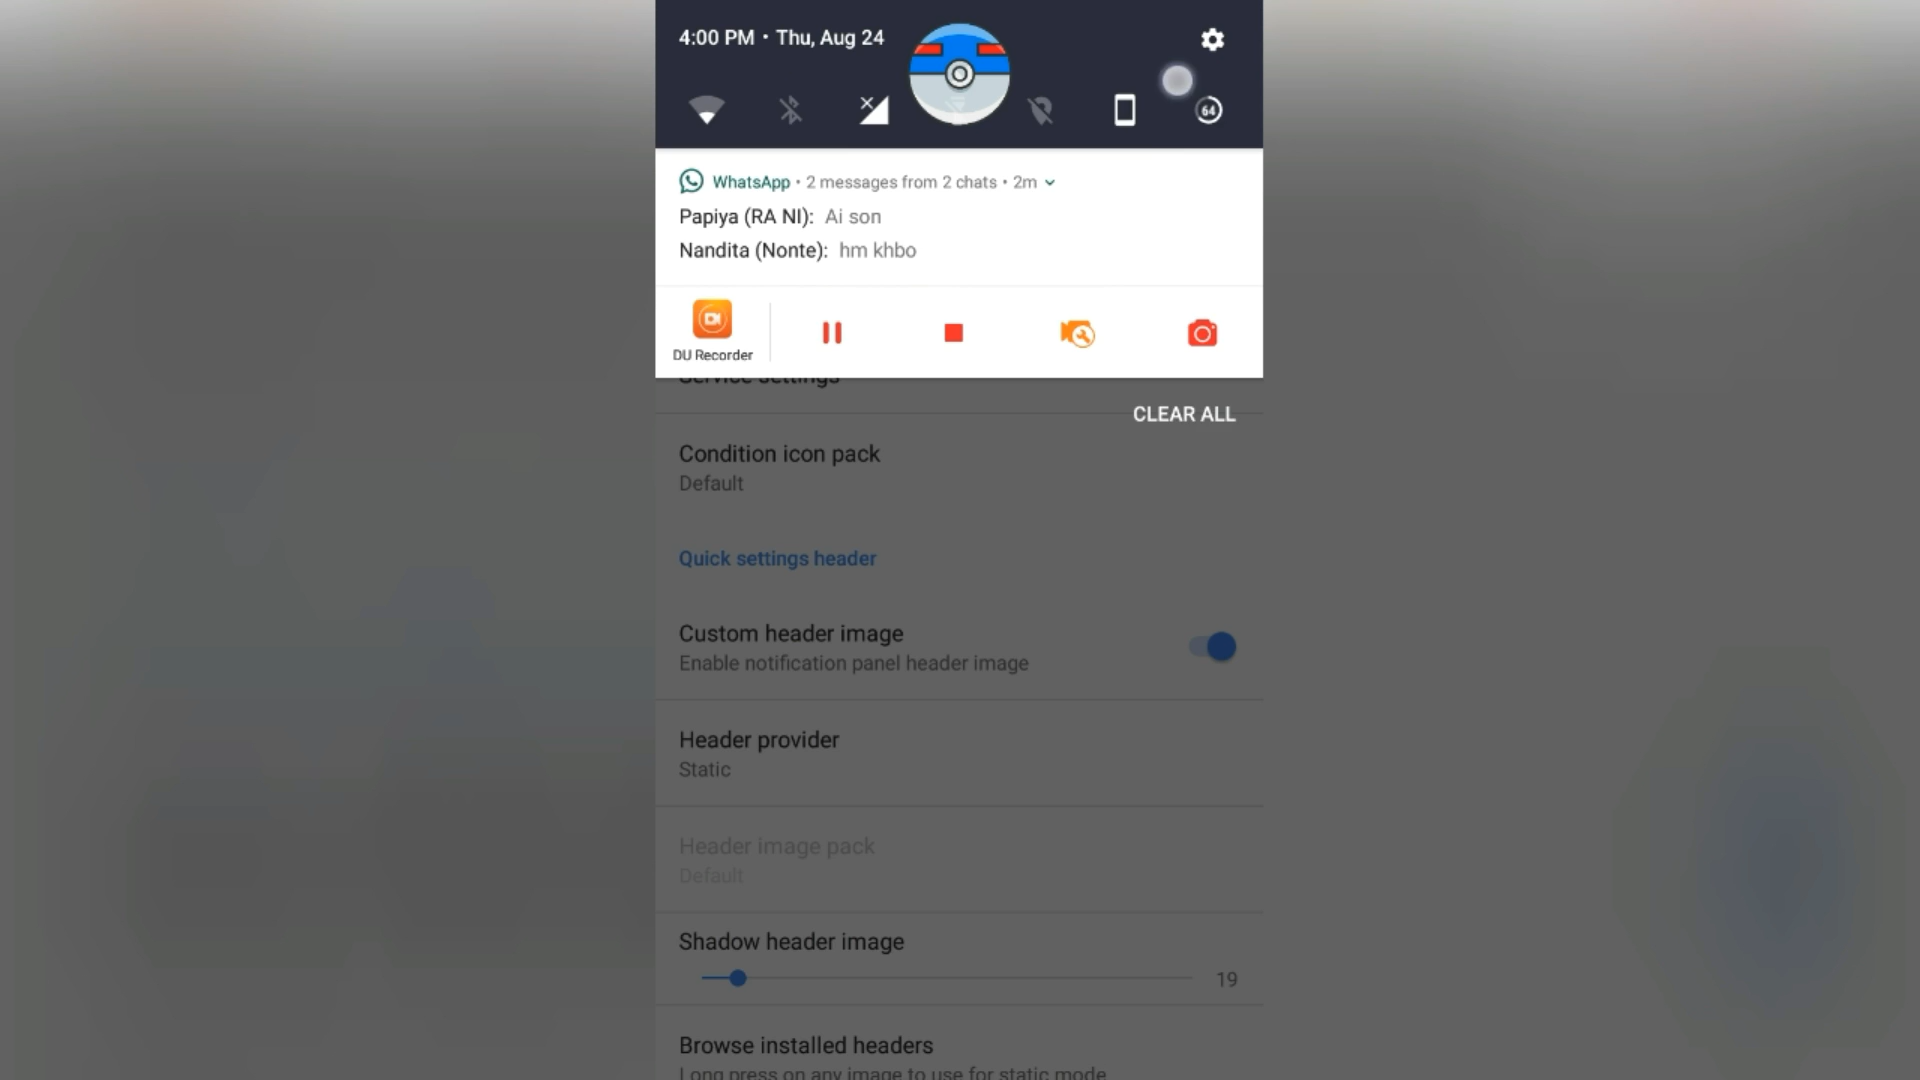 4:00 PM • Thu, Aug 24
64
WhatsApp • 2 messages from 2 chats • 2m
Papiya (RA NI): Ai son
Nandita (Nonte): hm khbo
DU Recorder
Service settings
CLEAR ALL
Condition icon pack
Default
Quick settings header
Custom header image
Enable notification panel header image
Header provider
Static
Header image pack
Default
Shadow header image
19
Browse installed headers
Long press on any image to use for static mode